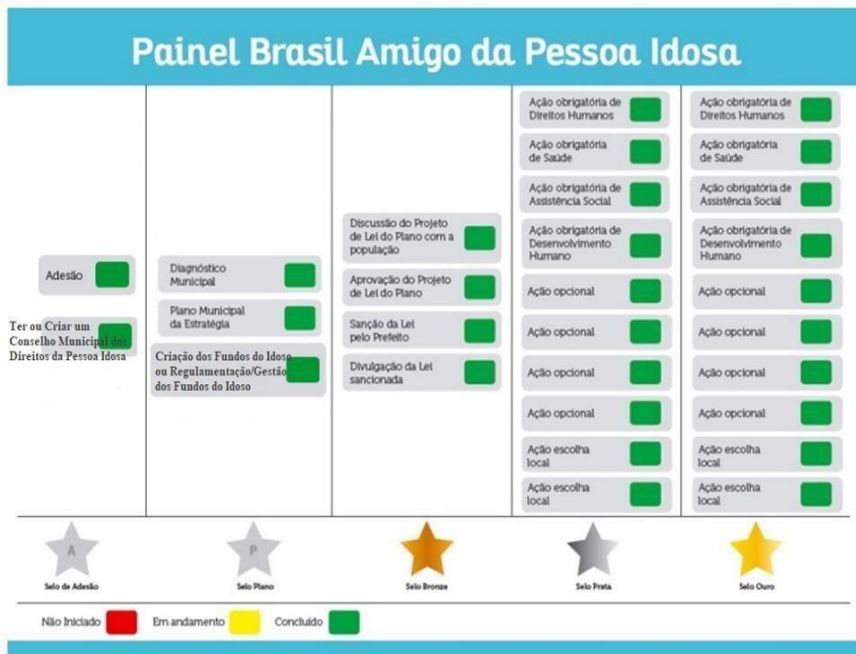 Painel Brasil Amigo da Pessoa Idosa
Adesão
Ter ou Criar um
Conselho Municipal dos
Direitos da Pessoa Idosa
Diagnóstico
Municipal
Plano Municipal
da Estratégia
Criação dos Fundos do Idoso
ou Regulamentação/Gestão
dos Fundos do Idoso
Discussão do Projeto
de Lei do Plano com a
população
Aprovação do Projeto
de Lei do Plano
Sanção da Lei
pelo Prefeito
Divulgação da Lei
sancionada
Ação obrigatória de
Direitos Humanos
Ação obrigatória
de Saúde
Ação obrigatória de
Assistência Social
Ação obrigatória de
Desenvolvimento
Humano
Ação opcional
Ação opcional
Ação opcional
Ação opcional
Ação escolha
local
Ação escolha
local
Ação obrigatória de
Direitos Humanos
Ação obrigatória
de Saúde
Ação obrigatória de
Assistência Social
Ação obrigatória de
Desenvolvimento
Humano
Ação opcional
Ação opcional
Ação opcional
Ação opcional
Ação escolha
local
Ação escolha
local
A
Selo de Adesão
P
Selo Plano
Selo Bronze
Selo Prata
Selo Ouro
Não Iniciado
Em andamento
Concluído